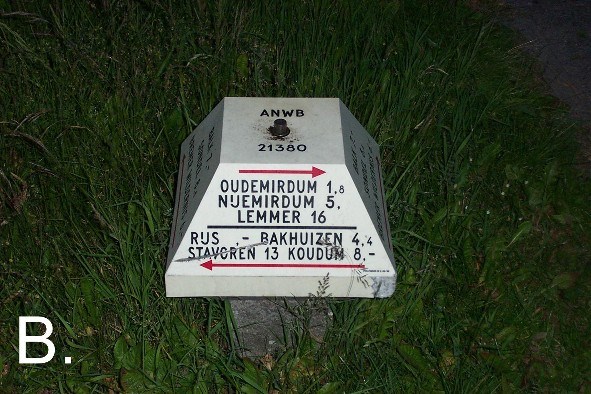 ANWB
21380
OUDEMIRDUM 1,8
NIJEMIRDUM 5,
LEMMER 16
RIJS ,- BAKHUIZEN 4,4
STAVOREN 13 KOUDUM 8,-
B.